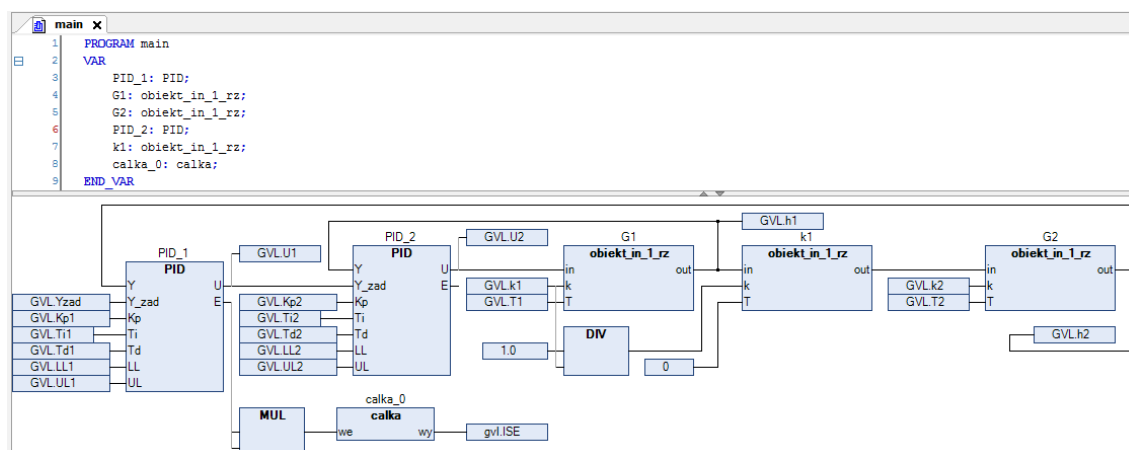 main
1 PROGRAM main
2 VAR
3 PID_1: PID;
4 G1: obiekt_in_1_rz;
5 G2: obiekt_in_1_rz;
6 PID_2: PID;
7 k1: obiekt_in_1_rz;
8 calka_0: calka;
9 END_VAR
PID_1
PID
Y U
Y_zad E
Kp
Ti
Td
LL
UL
GVL.Yzad
GVL.Kp1
GVL.Ti1
GVL.Td1
GVL.LL1
GVL.UL1
GVL.U1
PID_2
PID
Y U
Y_zad E
Kp
Ti
Td
LL
UL
GVL.Kp2
GVL.Ti2
GVL.Td2
GVL.LL2
GVL.UL2
GVL.U2
G1
obiekt_in_1_rz
in out
k
T
GVL.k1
GVL.T1
GVL.h1
k1
obiekt_in_1_rz
in out
k
T
DIV
1.0
0
G2
obiekt_in_1_rz
in out
k
T
GVL.k2
GVL.T2
GVL.h2
MUL
calka_0
calka
we wy
gvl.ISE